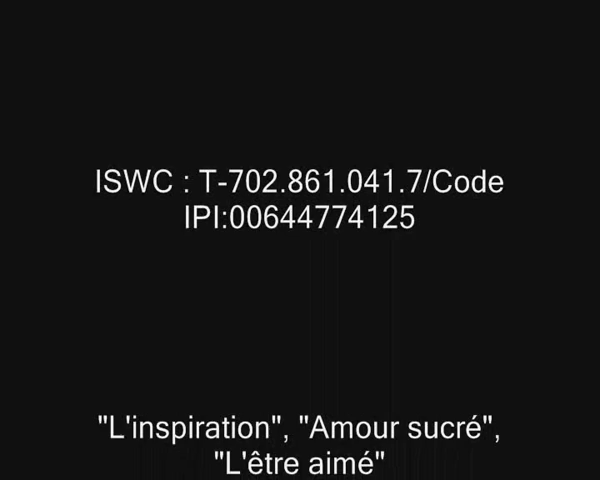 ISWC : T-702.861.041.7/Code
IPI:00644774125
"L'inspiration", "Amour sucré",
"L'être aimé"